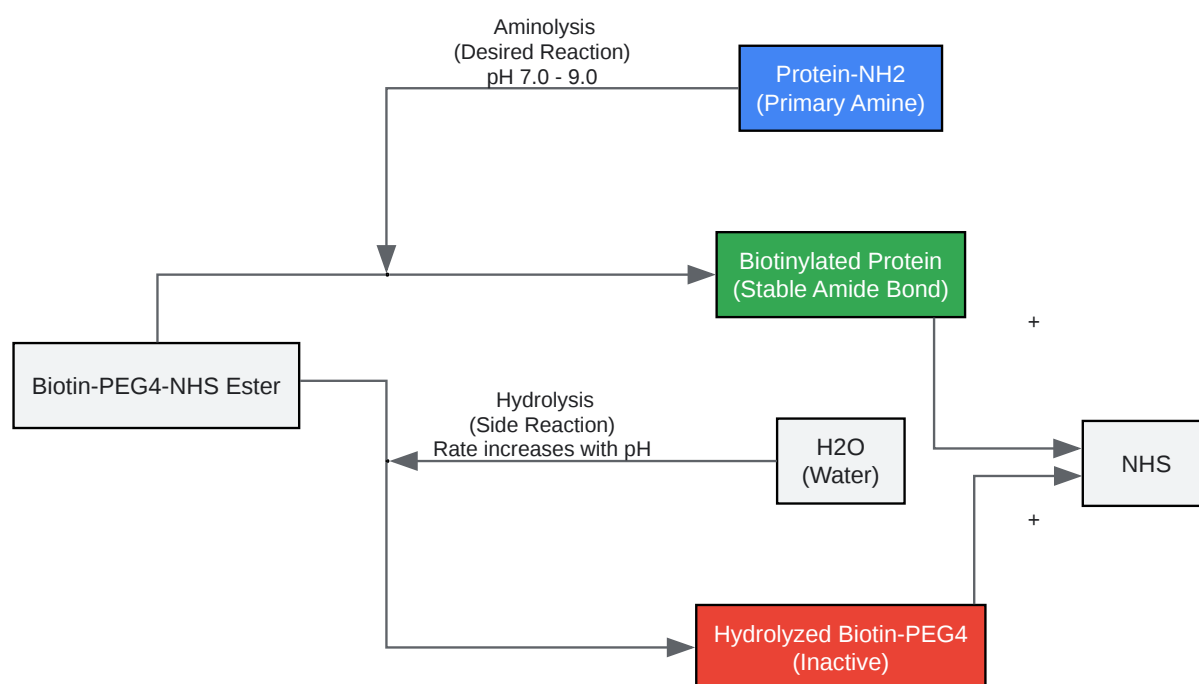 Aminolysis
(Desired Reaction)
pH 7.0 - 9.0
Protein-NH2
(Primary Amine)
Biotinylated Protein
(Stable Amide Bond)
+
Biotin-PEG4-NHS Ester
Hydrolysis
(Side Reaction)
Rate increases with pH
H2O
(Water)
NHS
+
Hydrolyzed Biotin-PEG4
(Inactive)